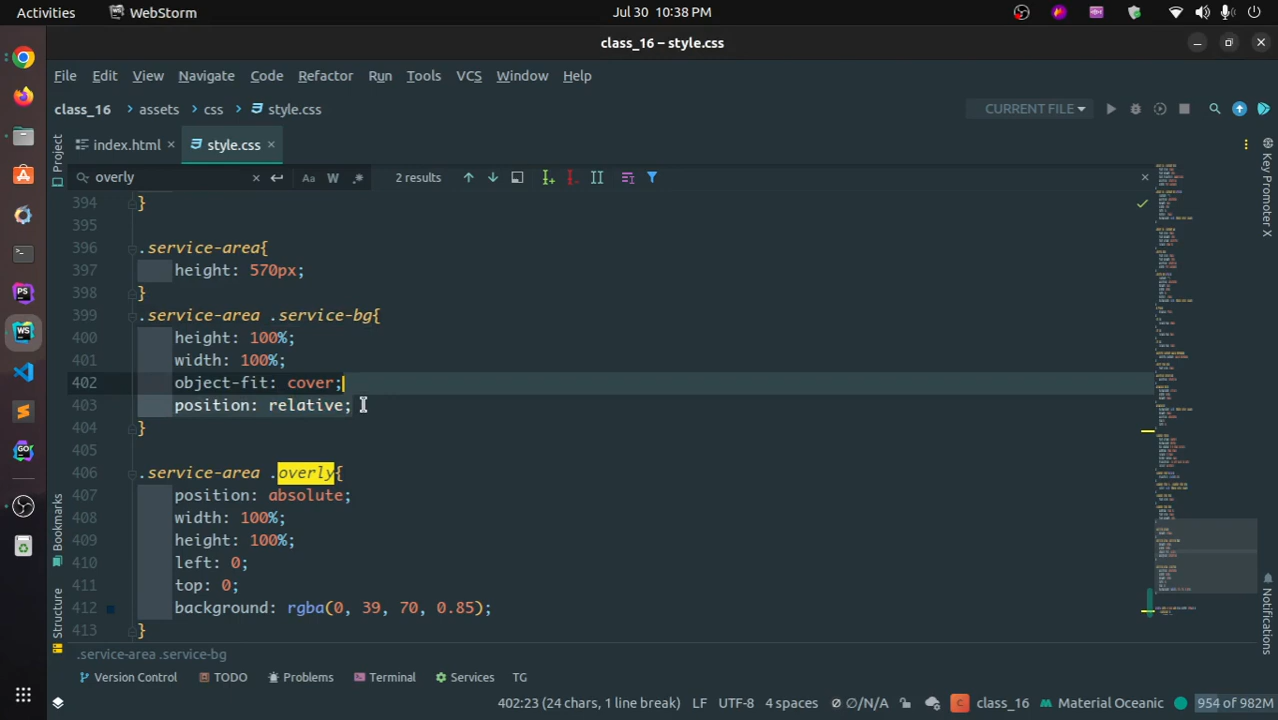 Activities
WebStorm
Jul 30 10:38 PM
class_16 – style.css
File Edit View Navigate Code Refactor Run Tools VCS Window Help
class_16 > assets > css > style.css
CURRENT FILE
index.html
style.css
Project
overly
Aa W .*
2 results
394 }
395
396 .service-area{
397 height: 570px;
398 }
399 .service-area .service-bg{
400 height: 100%;
401 width: 100%;
402 object-fit: cover;
403 position: relative;
404 }
405
406 .service-area .overly{
407 position: absolute;
408 width: 100%;
409 height: 100%;
410 left: 0;
411 top: 0;
412 background: rgba(0, 39, 70, 0.85);
413 }
Key Promoter X
Notifications
Bookmarks
Structure
.service-area .service-bg
Version Control TODO Problems Terminal Services TG
402:23 (24 chars, 1 line break) LF UTF-8 4 spaces ∅/N/A C class_16 Material Oceanic 954 of 982M